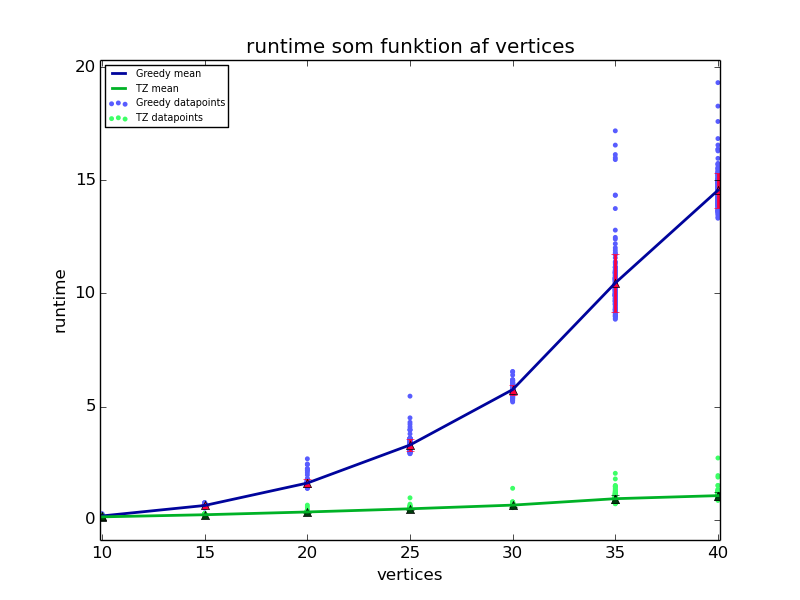 runtime som funktion af vertices
Greedy mean
TZ mean
Greedy datapoints
TZ datapoints
20
15
10
5
0
runtime
10 15 20 25 30 35 40
vertices